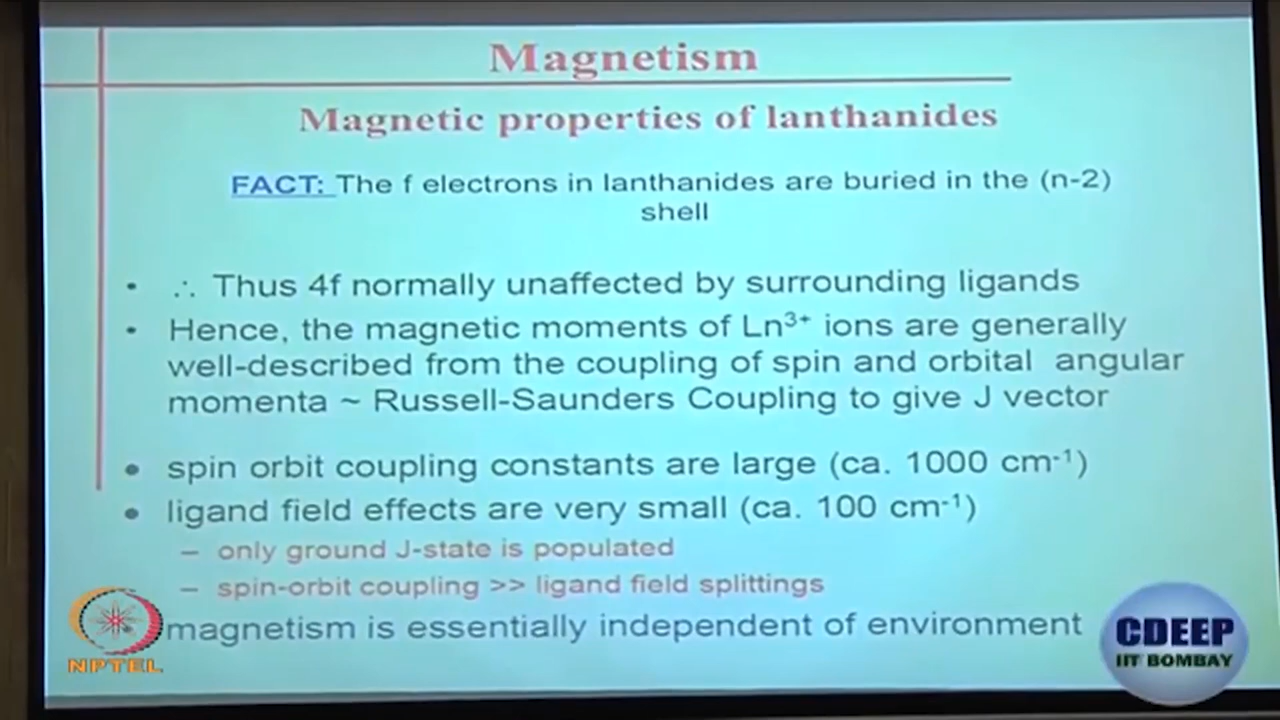 Magnetism
Magnetic properties of lanthanides
FACT: The f electrons in lanthanides are buried in the (n-2)
shell
• ∴ Thus 4f normally unaffected by surrounding ligands
• Hence, the magnetic moments of Ln³⁺ ions are generally
well-described from the coupling of spin and orbital angular
momenta ~ Russell-Saunders Coupling to give J vector
• spin orbit coupling constants are large (ca. 1000 cm⁻¹)
• ligand field effects are very small (ca. 100 cm⁻¹)
– only ground J-state is populated
– spin-orbit coupling >> ligand field splittings
magnetism is essentially independent of environment
NPTEL
CDEEP
IIT BOMBAY